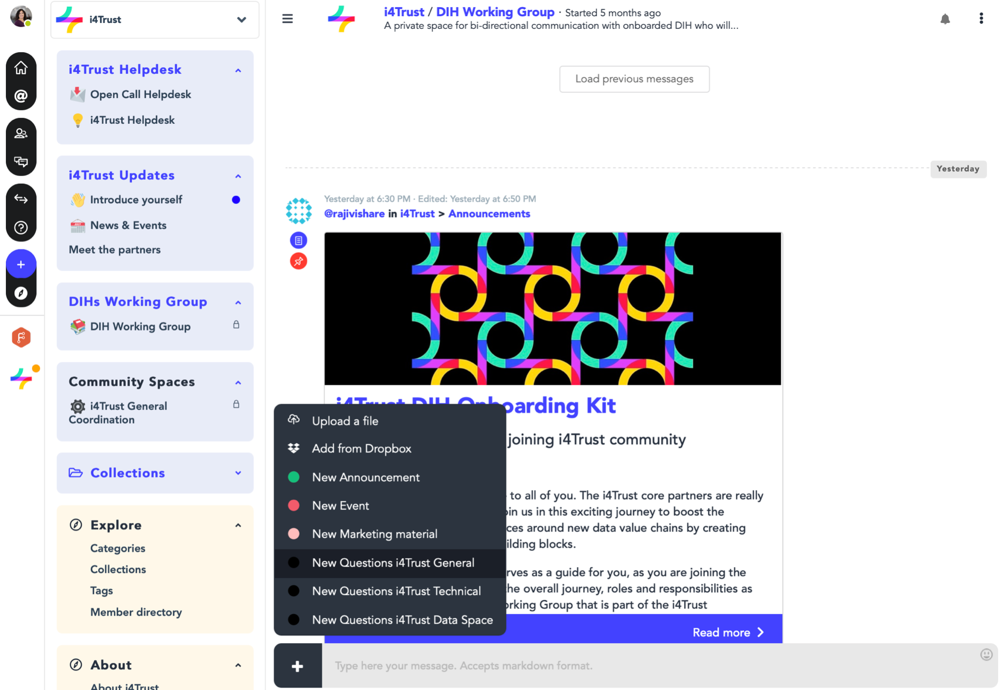 i4Trust
i4Trust Helpdesk
Open Call Helpdesk
i4Trust Helpdesk
i4Trust Updates
Introduce yourself
News & Events
Meet the partners
DIHs Working Group
DIH Working Group
Community Spaces
i4Trust General
Coordination
Collections
Explore
Categories
Collections
Tags
Member directory
About
About i4Trust
i4Trust / DIH Working Group · Started 5 months ago
A private space for bi-directional communication with onboarded DIH who will...
Load previous messages
Yesterday
Yesterday at 6:30 PM · Edited: Yesterday at 6:50 PM
@rajivishare in i4Trust > Announcements
i4Trust DIH Onboarding Kit
joining i4Trust community
to all of you. The i4Trust core partners are really
in us in this exciting journey to boost the
ces around new data value chains by creating
ilding blocks.
rves as a guide for you, as you are joining the
the overall journey, roles and responsibilities as
orking Group that is part of the i4Trust
Read more
Upload a file
Add from Dropbox
New Announcement
New Event
New Marketing material
New Questions i4Trust General
New Questions i4Trust Technical
New Questions i4Trust Data Space
Type here your message. Accepts markdown format.